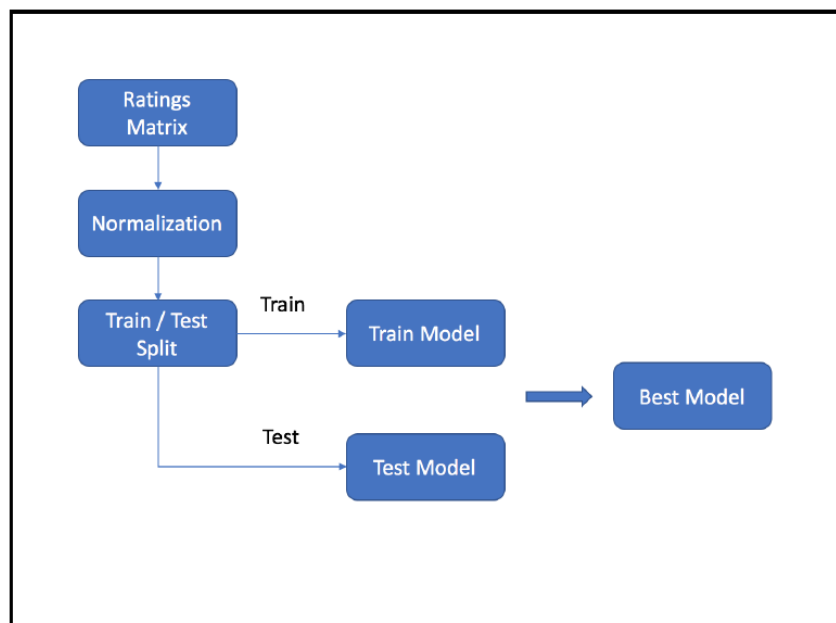 Ratings
Matrix
Normalization
Train / Test
Split
Train
Train Model
Test
Test Model
Best Model